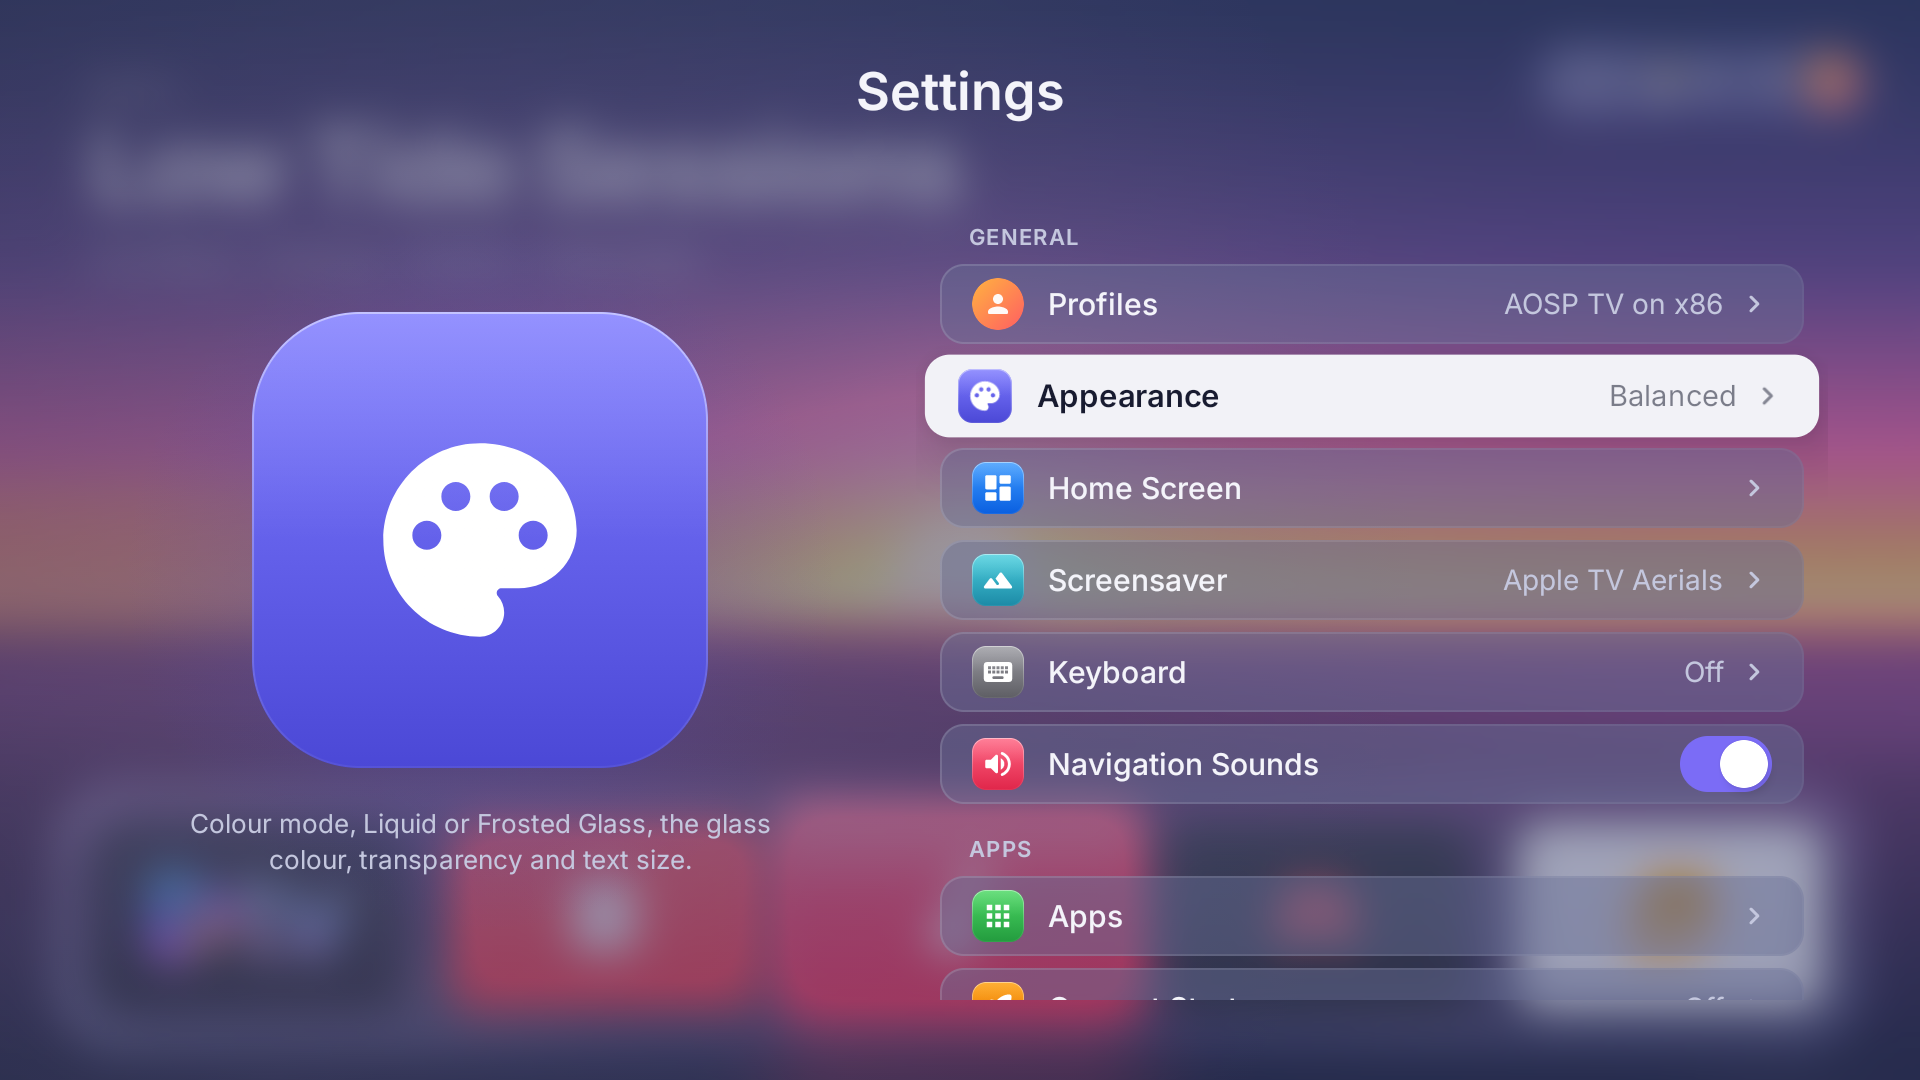 Settings
GENERAL
Profiles AOSP TV on x86
Appearance Balanced
Home Screen
Screensaver Apple TV Aerials
Keyboard Off
Navigation Sounds
Colour mode, Liquid or Frosted Glass, the glass
colour, transparency and text size.
APPS
Apps